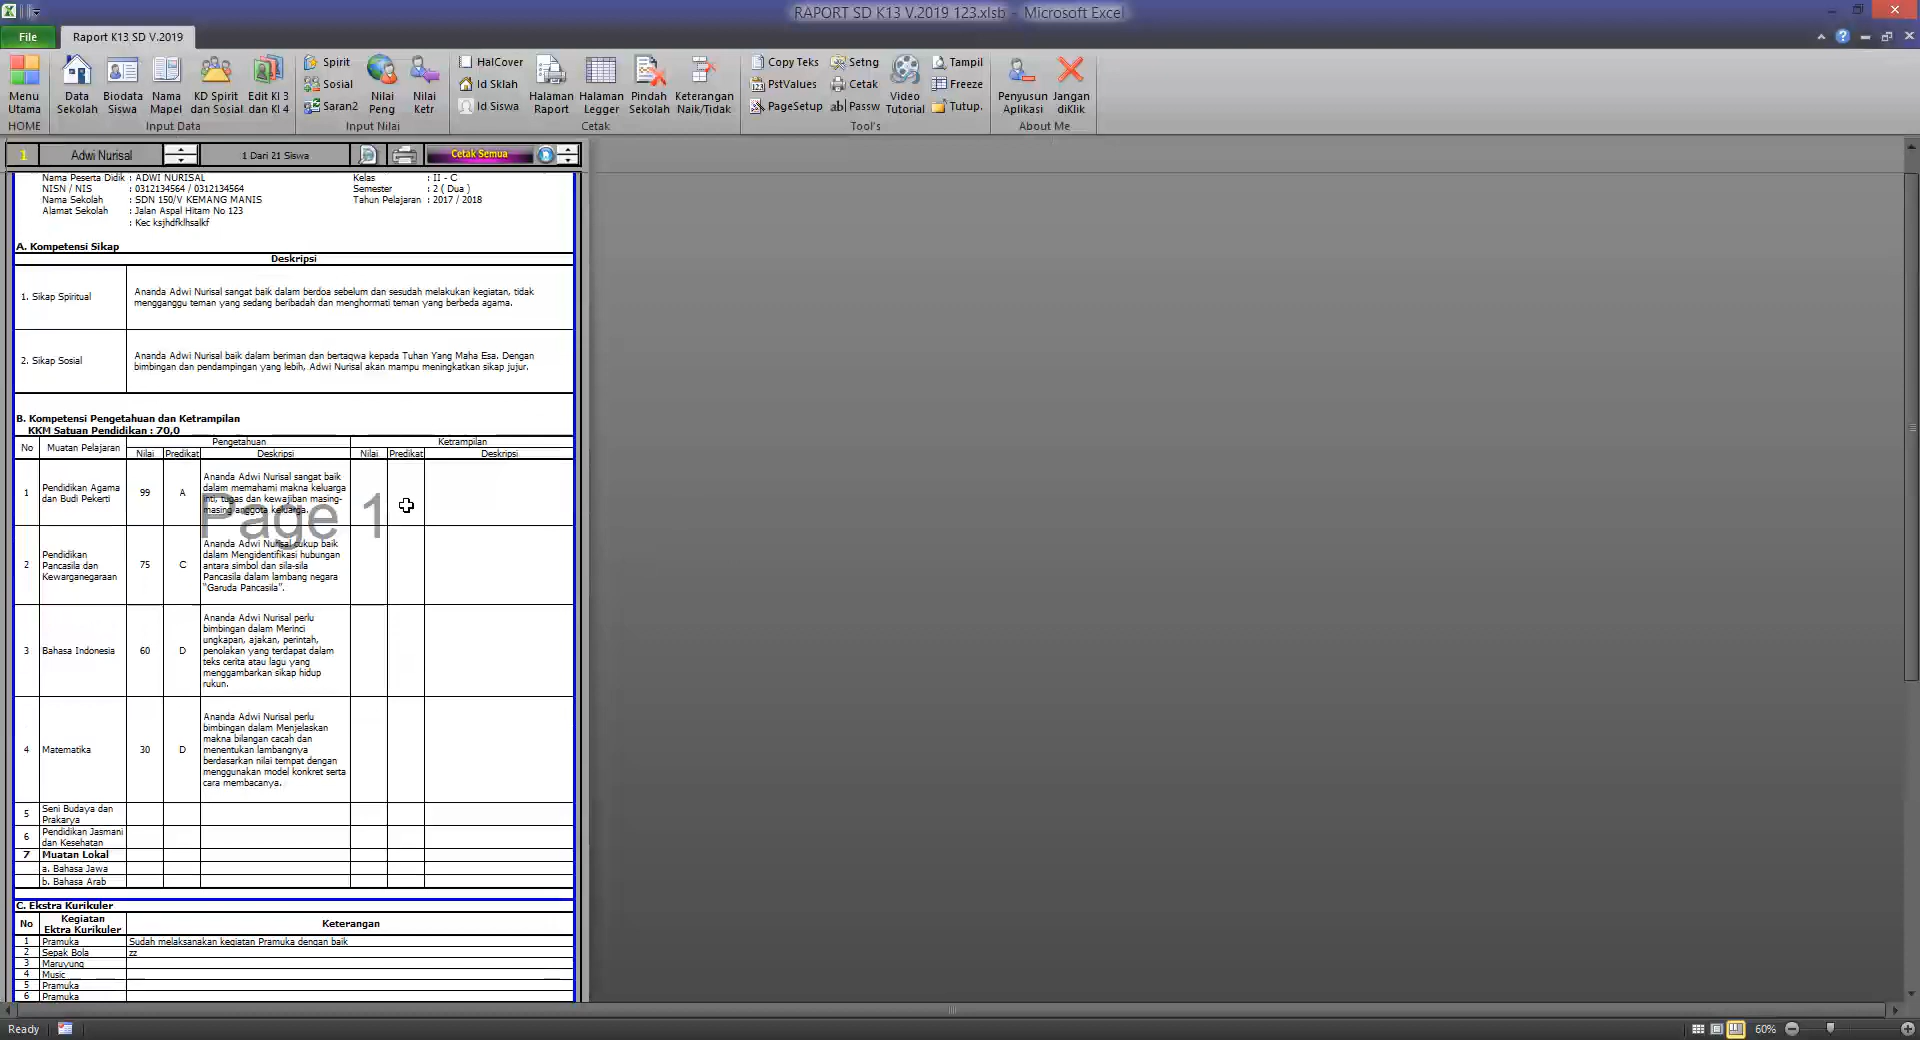 RAPORT SD K13 V.2019 123.xlsb - Microsoft Excel
File
Raport K13 SD V.2019
Menu Utama
HOME
Data Sekolah
Biodata Siswa
Nama Mapel
KD Spirit dan Sosial
Edit KI 3 dan KI 4
Input Data
Spirit
Sosial
Saran2
Nilai Peng
Nilai Ketr
Input Nilai
HalCover
Id Sklah
Id Siswa
Halaman Raport
Halaman Legger
Pindah Sekolah
Keterangan Naik/Tidak
Cetak
Copy Teks
PstValues
PageSetup
Setng
Cetak
Passw
Video Tutorial
Tampil
Freeze
Tutup.
Tool's
Penyusun Aplikasi
Jangan diKlik
About Me
1
Adwi Nurisal
1 Dari 21 Siswa
Cetak Semua
Nama Peserta Didik : ADWI NURISAL
Kelas : II - C
NISN / NIS : 0312134564 / 0312134564
Semester : 2 ( Dua )
Nama Sekolah : SDN 150/V KEMANG MANIS
Tahun Pelajaran : 2017 / 2018
Alamat Sekolah : Jalan Aspal Hitam No 123
: Kec ksjhdfklhsalkf
A. Kompetensi Sikap
Deskripsi
1. Sikap Spiritual
Ananda Adwi Nurisal sangat baik dalam berdoa sebelum dan sesudah melakukan kegiatan, tidak
mengganggu teman yang sedang beribadah dan menghormati teman yang berbeda agama.
2. Sikap Sosial
Ananda Adwi Nurisal baik dalam beriman dan bertaqwa kepada Tuhan Yang Maha Esa. Dengan
bimbingan dan pendampingan yang lebih, Adwi Nurisal akan mampu meningkatkan sikap jujur.
B. Kompetensi Pengetahuan dan Ketrampilan
KKM Satuan Pendidikan : 70,0
No Muatan Pelajaran Pengetahuan Ketrampilan
Nilai Predikat Deskripsi Nilai Predikat Deskripsi
1
Pendidikan Agama
dan Budi Pekerti
99
A
Ananda Adwi Nurisal sangat baik
dalam memahami makna keluarga
inti, tugas dan kewajiban masing-
masing anggota keluarga.
Page 1
2
Pendidikan
Pancasila dan
Kewarganegaraan
75
C
Ananda Adwi Nurisal cukup baik
dalam Mengidentifikasi hubungan
antara simbol dan sila-sila
Pancasila dalam lambang negara
“Garuda Pancasila”.
3
Bahasa Indonesia
60
D
Ananda Adwi Nurisal perlu
bimbingan dalam Merinci
ungkapan, ajakan, perintah,
penolakan yang terdapat dalam
teks cerita atau lagu yang
menggambarkan sikap hidup
rukun.
4
Matematika
30
D
Ananda Adwi Nurisal perlu
bimbingan dalam Menjelaskan
makna bilangan cacah dan
menentukan lambangnya
berdasarkan nilai tempat dengan
menggunakan model konkret serta
cara membacanya.
5
Seni Budaya dan
Prakarya
6
Pendidikan Jasmani
dan Kesehatan
7 Muatan Lokal
a. Bahasa Jawa
b. Bahasa Arab
C. Ekstra Kurikuler
No
Kegiatan
Ektra Kurikuler
Keterangan
1 Pramuka Sudah melaksanakan kegiatan Pramuka dengan baik
2 Sepak Bola zz
3 Maruyung
4 Music
5 Pramuka
6 Pramuka
Ready
60%